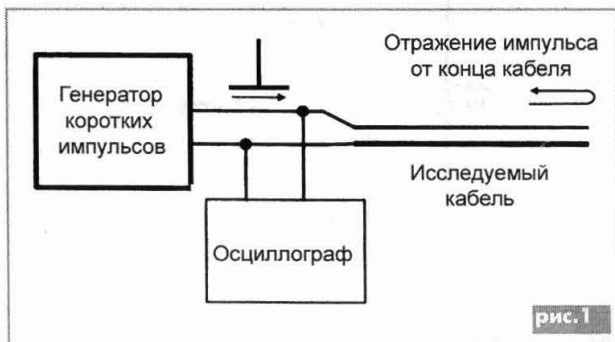 Генератор
коротких
импульсов
Отражение импульса
от конца кабеля
Исследуемый
кабель
Осциллограф
рис.1